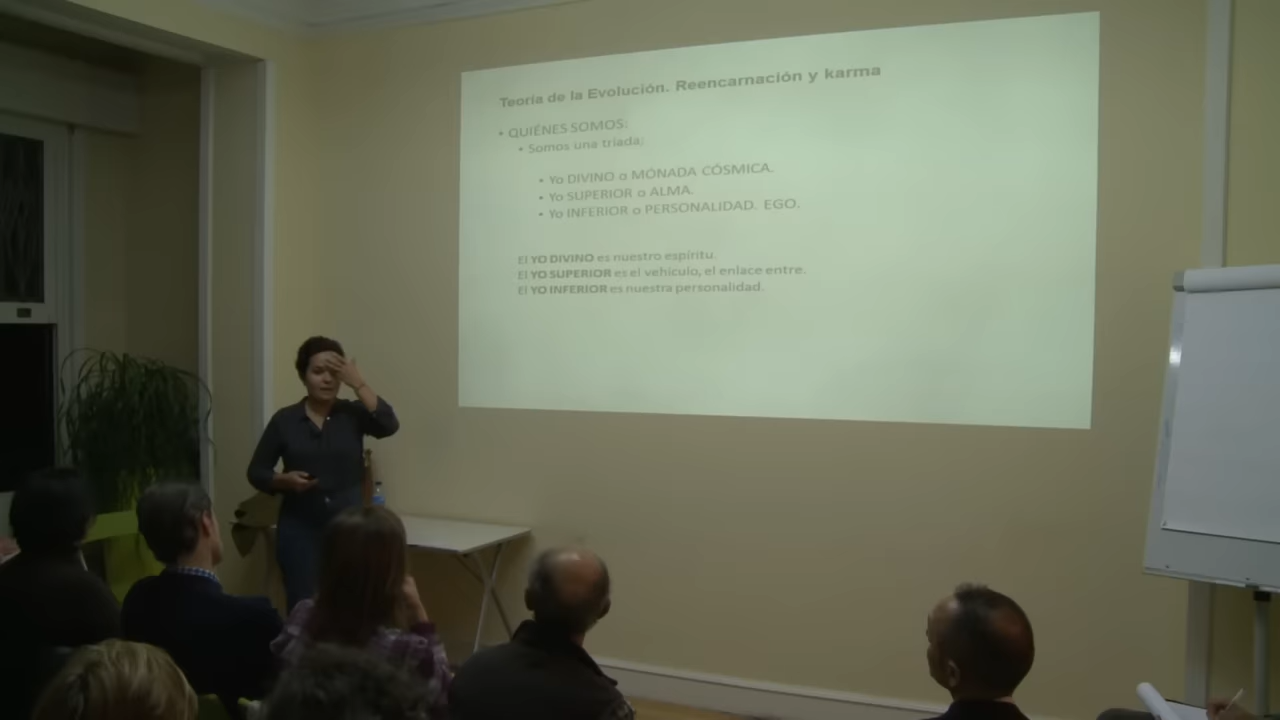 Teoría de la Evolución. Reencarnación y karma
• QUIÉNES SOMOS:
• Somos una tríada:
• Yo DIVINO o MÓNADA CÓSMICA.
• Yo SUPERIOR o ALMA.
• Yo INFERIOR o PERSONALIDAD. EGO.
El YO DIVINO es nuestro espíritu.
El YO SUPERIOR es el vehículo, el enlace entre.
El YO INFERIOR es nuestra personalidad.